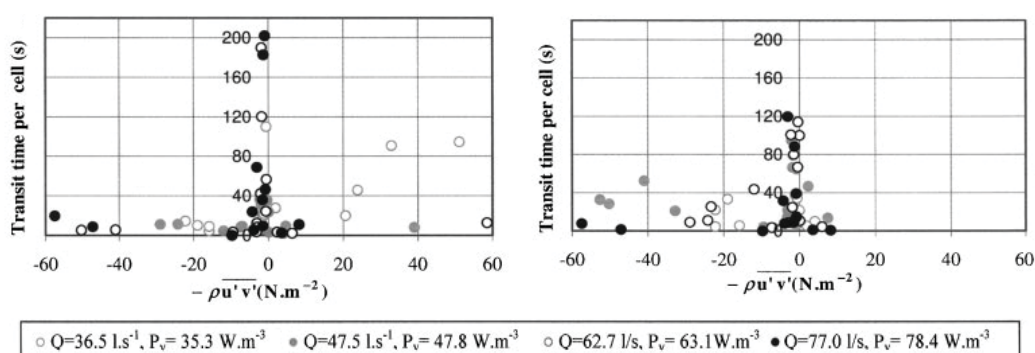 Transit time per cell (s)
200
160
120
80
40
0
-60 -40 -20 0 20 40 60
− ρu'v'(N.m⁻²)
Transit time per cell (s)
200
160
120
80
40
0
-60 -40 -20 0 20 40 60
− ρu'v'(N.m⁻²)
Q=36.5 l.s⁻¹, Pv= 35.3 W.m⁻³ Q=47.5 l.s⁻¹, Pv= 47.8 W.m⁻³ Q=62.7 l/s, Pv= 63.1W.m⁻³ Q=77.0 l/s, Pv= 78.4 W.m⁻³